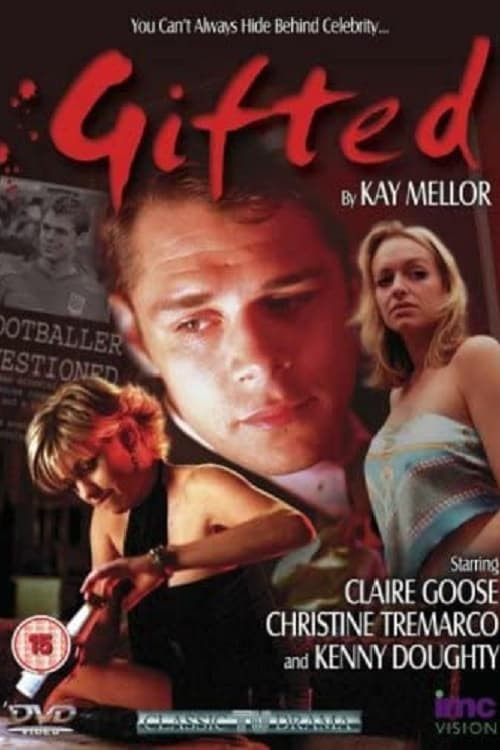 You Can't Always Hide Behind Celebrity...
Gifted
By KAY MELLOR
OOTBALLER
ESTIONED
Starring
CLAIRE GOOSE
CHRISTINE TREMARCO
and KENNY DOUGHTY
15
DVD
VIDEO
CLASSIC TV DRAMA
imc
VISION